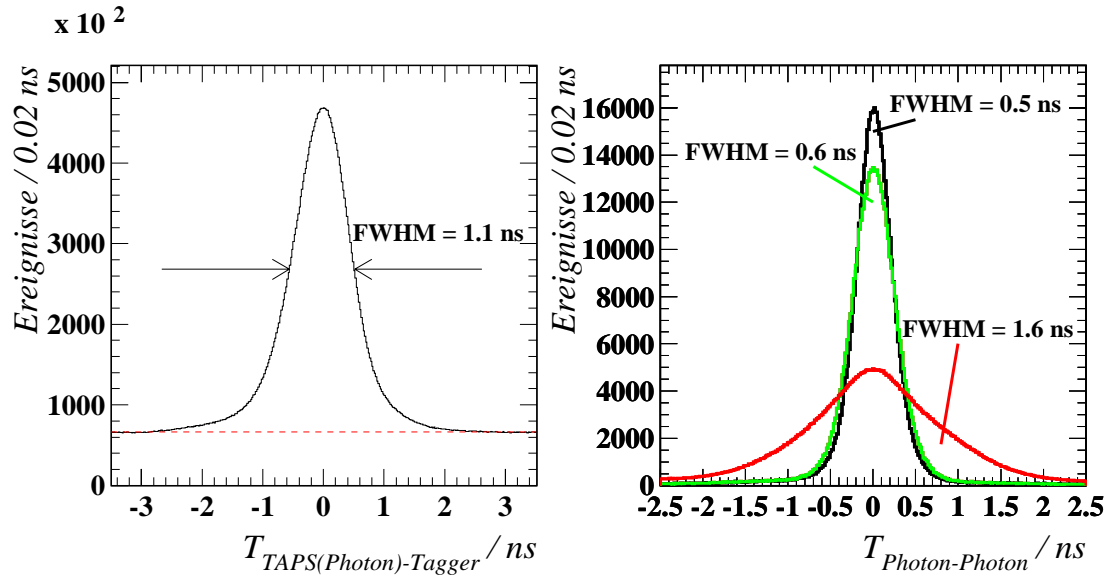 x 10^2
Ereignisse / 0.02 ns
5000
4000
3000
2000
1000
0
FWHM = 1.1 ns
-3 -2 -1 0 1 2 3
T_TAPS(Photon)-Tagger / ns
Ereignisse / 0.02 ns
16000
14000
12000
10000
8000
6000
4000
2000
0
FWHM = 0.5 ns
FWHM = 0.6 ns
FWHM = 1.6 ns
-2.5 -2 -1.5 -1 -0.5 0 0.5 1 1.5 2 2.5
T_Photon-Photon / ns